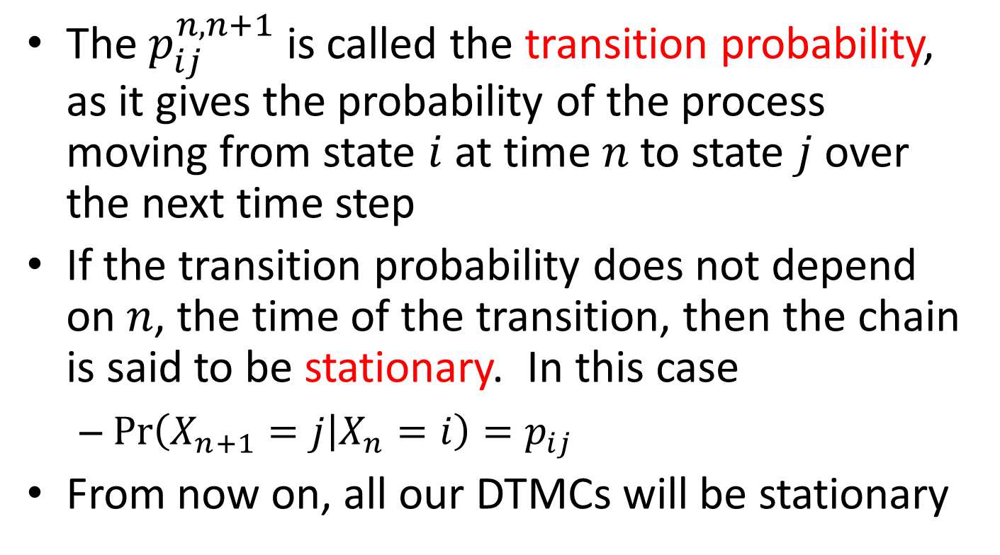 • The $p_{ij}^{n,n+1}$ is called the transition probability,
as it gives the probability of the process
moving from state $i$ at time $n$ to state $j$ over
the next time step
• If the transition probability does not depend
on $n$, the time of the transition, then the chain
is said to be stationary. In this case
– $\Pr(X_{n+1} = j|X_n = i) = p_{ij}$
• From now on, all our DTMCs will be stationary